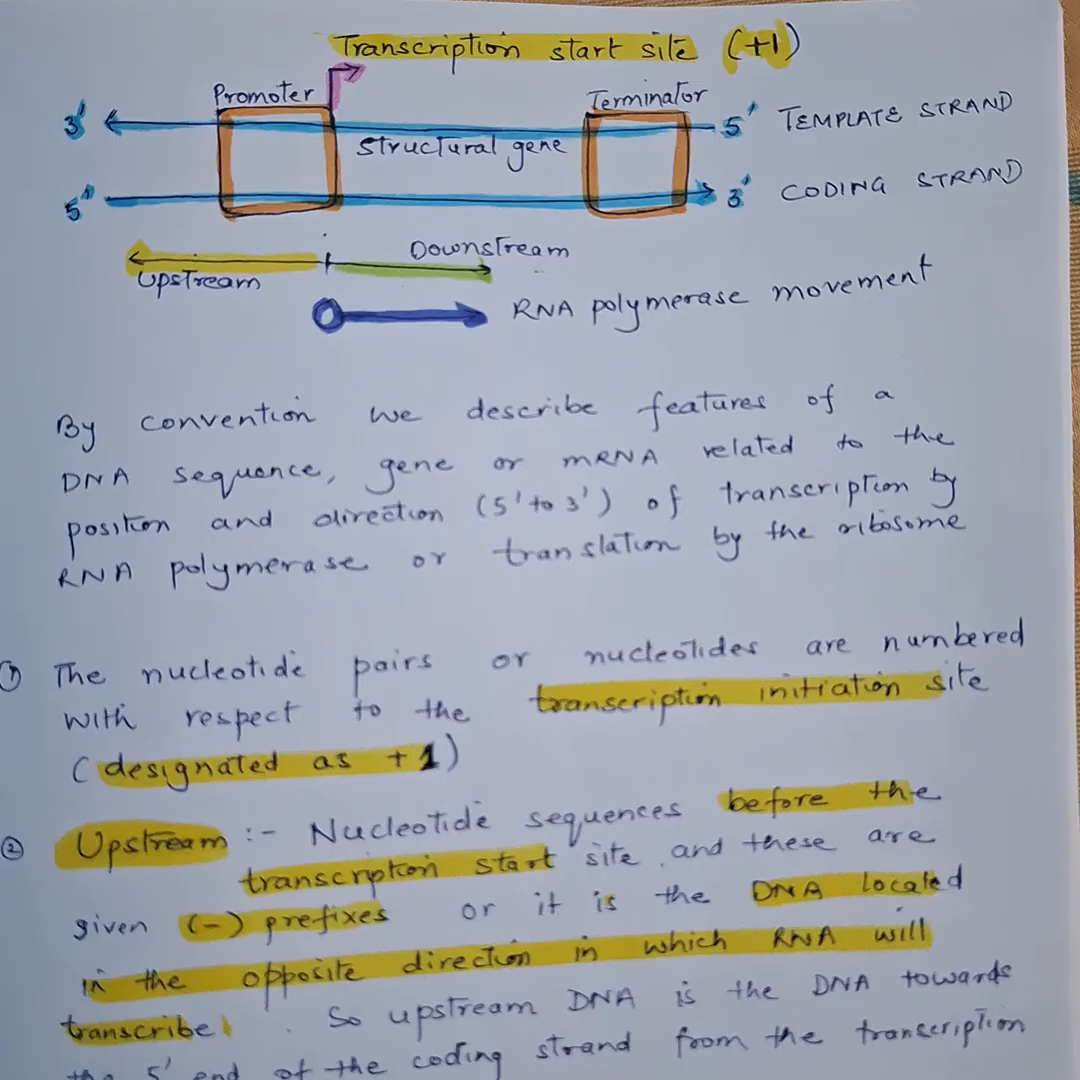 Transcription start site (+1)
Promoter
Terminator
3' 5' TEMPLATE STRAND
Structural gene
5' 3' CODING STRAND
Downstream
Upstream
RNA polymerase movement
By convention we describe features of a
DNA sequence, gene or mRNA related to the
position and direction (5' to 3') of transcription by
RNA polymerase or translation by the ribosome
① The nucleotide pairs or nucleotides are numbered
with respect to the transcription initiation site
(designated as +1)
② Upstream :- Nucleotide sequences before the
transcription start site and these are
given (-) prefixes or it is the DNA located
in the opposite direction in which RNA will
transcribe. So upstream DNA is the DNA towards
the 5' end of the coding strand from the transcription